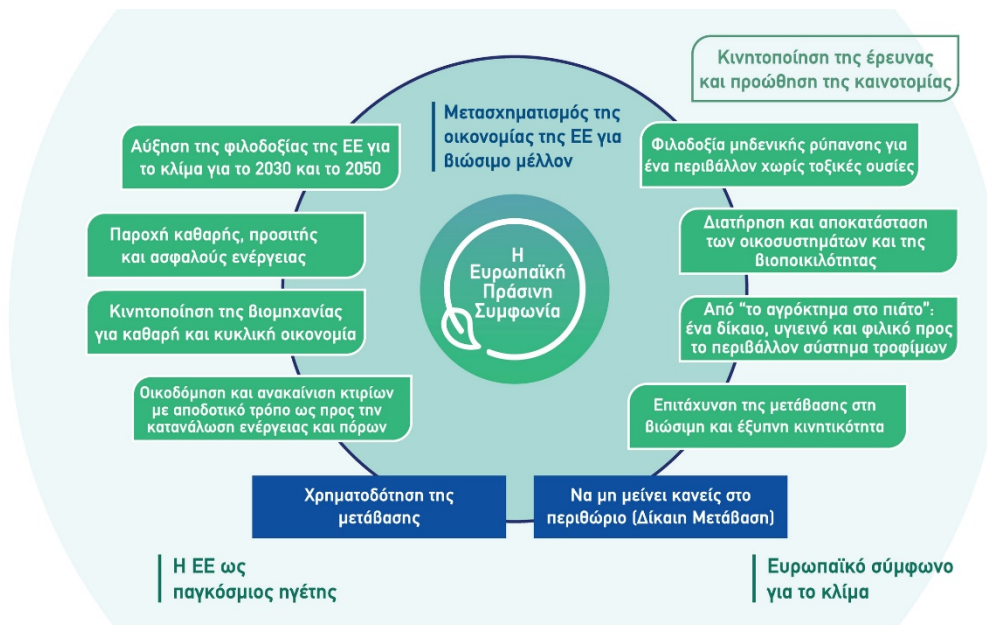 Κινητοποίηση της έρευνας
και προώθηση της καινοτομίας
Μετασχηματισμός της
οικονομίας της ΕΕ για
βιώσιμο μέλλον
Αύξηση της φιλοδοξίας της ΕΕ για
το κλίμα για το 2030 και το 2050
Παροχή καθαρής, προσιτής
και ασφαλούς ενέργειας
Κινητοποίηση της βιομηχανίας
για καθαρή και κυκλική οικονομία
Οικοδόμηση και ανακαίνιση κτιρίων
με αποδοτικό τρόπο ως προς την
κατανάλωση ενέργειας και πόρων
Η
Ευρωπαϊκή
Πράσινη
Συμφωνία
Φιλοδοξία μηδενικής ρύπανσης για
ένα περιβάλλον χωρίς τοξικές ουσίες
Διατήρηση και αποκατάσταση
των οικοσυστημάτων και της
βιοποικιλότητας
Από “το αγρόκτημα στο πιάτο”:
ένα δίκαιο, υγιεινό και φιλικό προς
το περιβάλλον σύστημα τροφίμων
Επιτάχυνση της μετάβασης στη
βιώσιμη και έξυπνη κινητικότητα
Χρηματοδότηση της
μετάβασης
Να μη μείνει κανείς στο
περιθώριο (Δίκαιη Μετάβαση)
Η ΕΕ ως
παγκόσμιος ηγέτης
Ευρωπαϊκό σύμφωνο
για το κλίμα